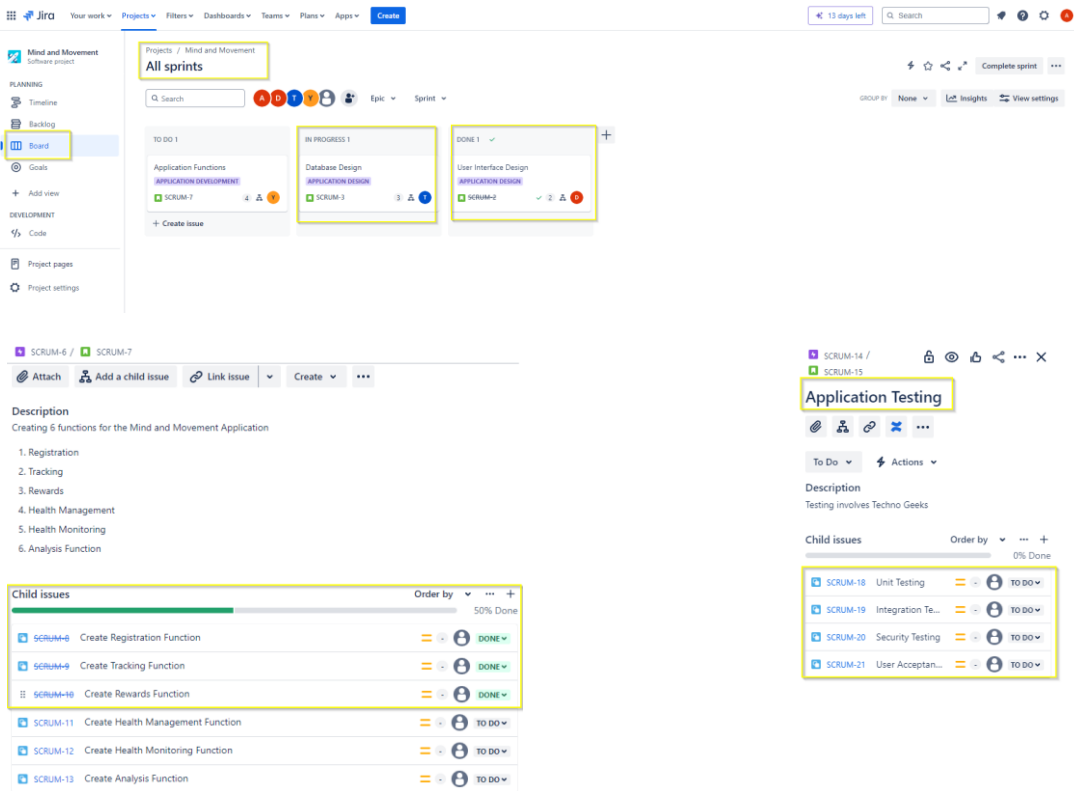 Jira Your work Projects Filters Dashboards Teams Plans Apps Create 13 days left Search A
Mind and Movement
Software project
PLANNING
Timeline
Backlog
Board
Goals
Add view
DEVELOPMENT
Code
Project pages
Project settings
Projects / Mind and Movement
All sprints
Complete sprint
Search A D T Y Epic Sprint
GROUP BY None Insights View settings
TO DO 1
Application Functions
APPLICATION DEVELOPMENT
SCRUM-7 4 Y
+ Create issue
IN PROGRESS 1
Database Design
APPLICATION DESIGN
SCRUM-3 3 T
DONE 1
User Interface Design
APPLICATION DESIGN
SCRUM-2 2 D
SCRUM-6 / SCRUM-7
Attach Add a child issue Link issue Create
Description
Creating 6 functions for the Mind and Movement Application
1. Registration
2. Tracking
3. Rewards
4. Health Management
5. Health Monitoring
6. Analysis Function
Child issues Order by
50% Done
SCRUM-8 Create Registration Function DONE
SCRUM-9 Create Tracking Function DONE
SCRUM-10 Create Rewards Function DONE
SCRUM-11 Create Health Management Function TO DO
SCRUM-12 Create Health Monitoring Function TO DO
SCRUM-13 Create Analysis Function TO DO
SCRUM-14 /
SCRUM-15
Application Testing
To Do Actions
Description
Testing involves Techno Geeks
Child issues Order by
0% Done
SCRUM-18 Unit Testing TO DO
SCRUM-19 Integration Te... TO DO
SCRUM-20 Security Testing TO DO
SCRUM-21 User Acceptan... TO DO